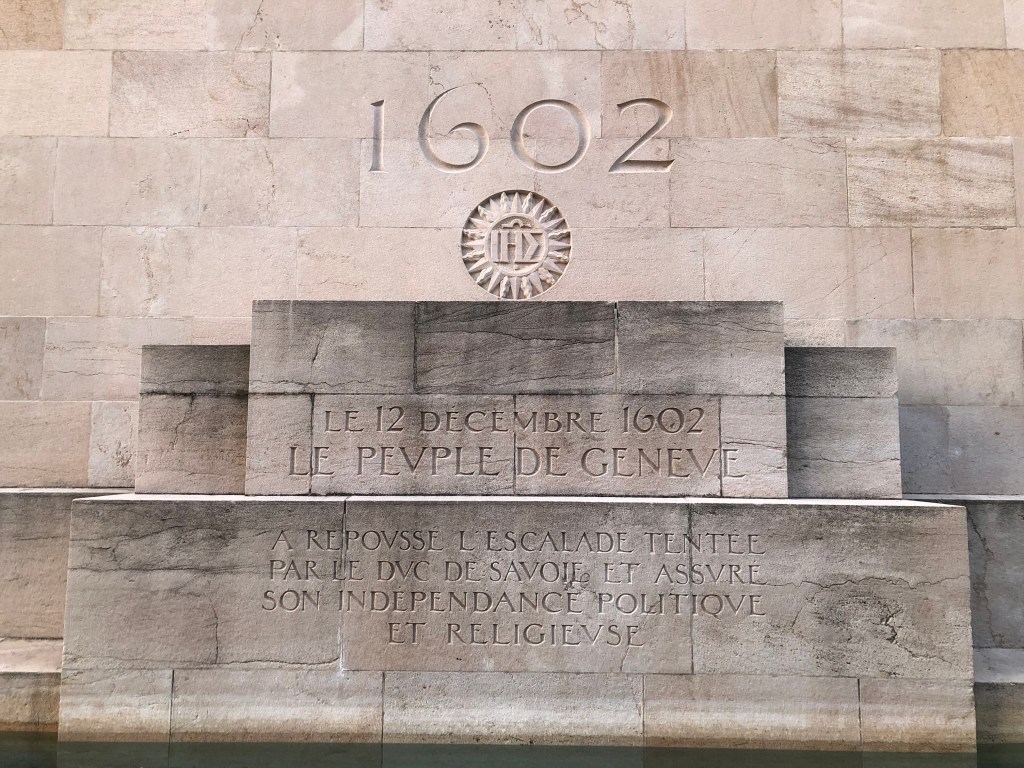 1602
IHΣ
LE 12 DECEMBRE 1602
LE PEVPLE DE GENEVE
A REPOVSSE L'ESCALADE TENTEE
PAR LE DVC DE SAVOIE ET ASSVRE
SON INDEPENDANCE POLITIQVE
ET RELIGIEVSE